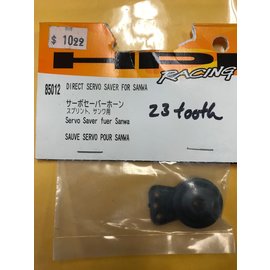 $ 10.99
HPI
RACING
85012
DIRECT SERVO SAVER FOR SANWA
サーボセーバーホーン
スプリント、サンワ用
Servo Saver fuer Sanwa
SAUVE SERVO POUR SANWA
23 tooth